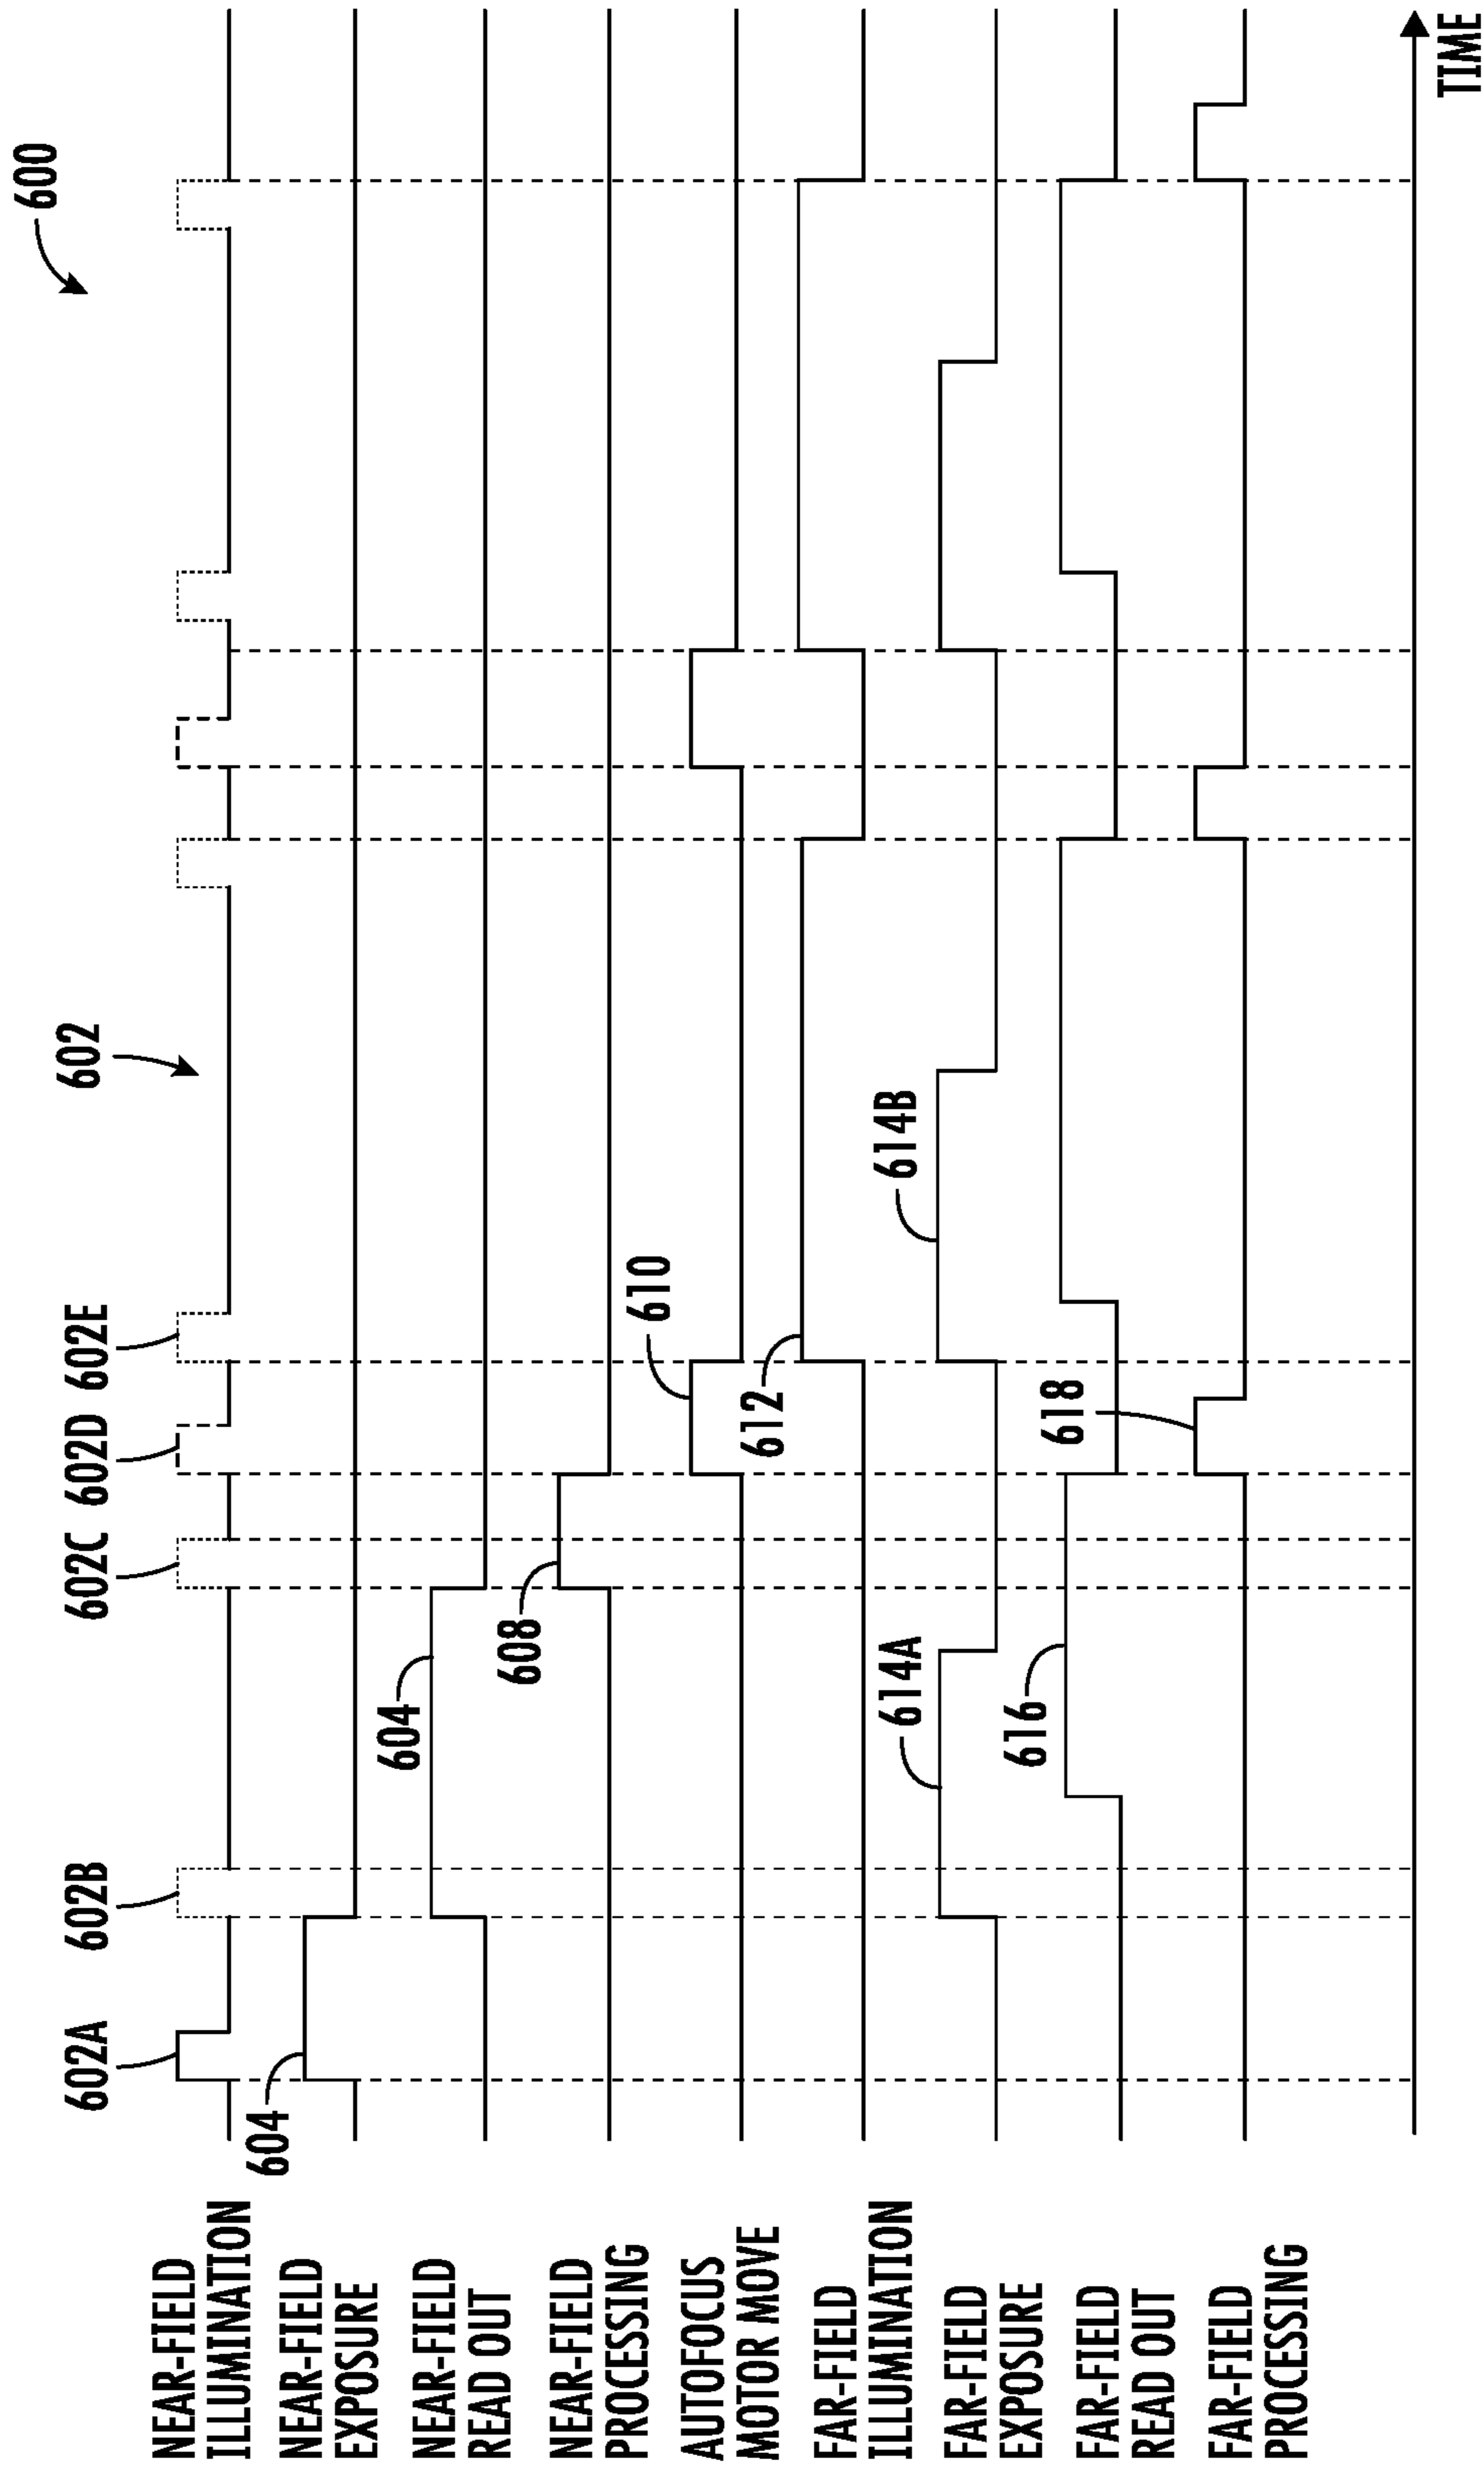 600
602
602A
602B
602C
602D
602E
NEAR-FIELD
ILLUMINATION
604
NEAR-FIELD
EXPOSURE
604
NEAR-FIELD
READ OUT
608
NEAR-FIELD
PROCESSING
610
AUTOFOCUS
MOTOR MOVE
612
FAR-FIELD
ILLUMINATION
614A
614B
FAR-FIELD
EXPOSURE
616
618
FAR-FIELD
READ OUT
FAR-FIELD
PROCESSING
TIME